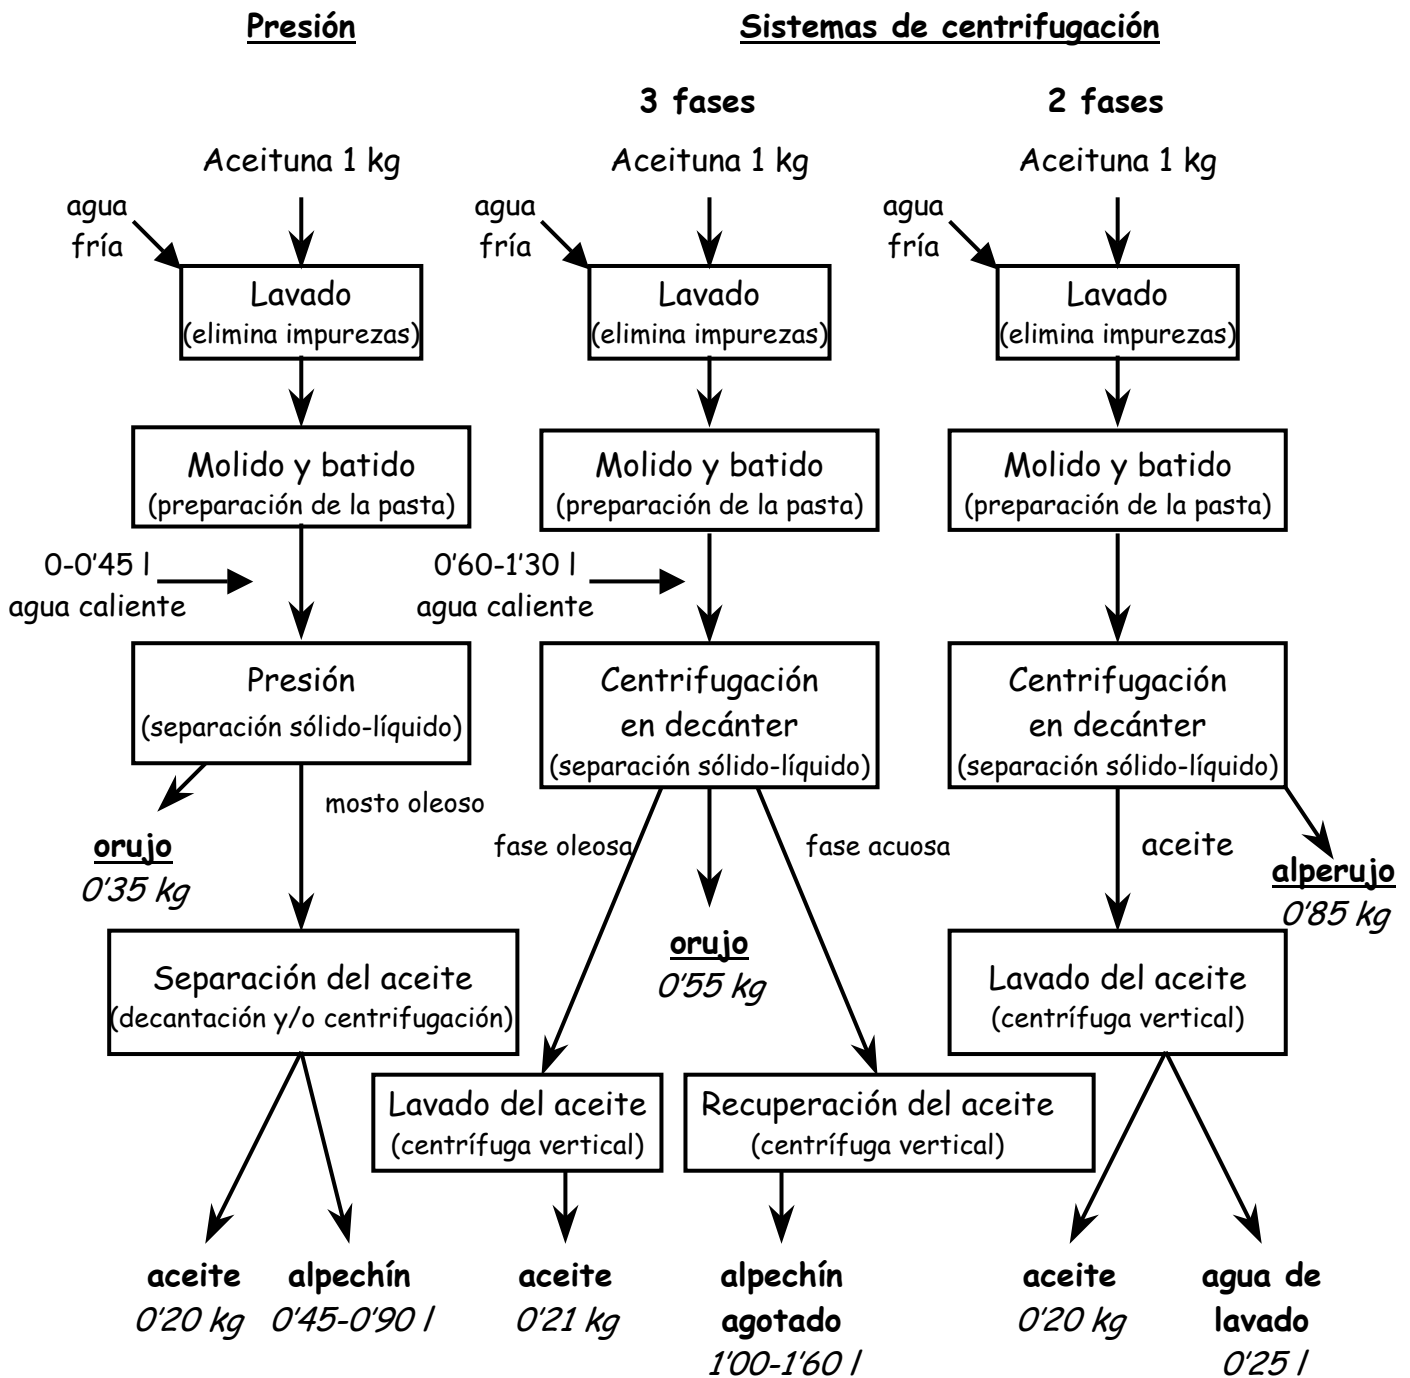 Presión
Sistemas de centrifugación
3 fases
2 fases
Aceituna 1 kg
Aceituna 1 kg
Aceituna 1 kg
agua
fría
agua
fría
agua
fría
Lavado
(elimina impurezas)
Lavado
(elimina impurezas)
Lavado
(elimina impurezas)
Molido y batido
(preparación de la pasta)
Molido y batido
(preparación de la pasta)
Molido y batido
(preparación de la pasta)
0-0'45 l
agua caliente
0'60-1'30 l
agua caliente
Presión
(separación sólido-líquido)
Centrifugación
en decánter
(separación sólido-líquido)
Centrifugación
en decánter
(separación sólido-líquido)
mosto oleoso
orujo
0'35 kg
fase oleosa
fase acuosa
aceite
alperujo
0'85 kg
orujo
0'55 kg
Separación del aceite
(decantación y/o centrifugación)
Lavado del aceite
(centrífuga vertical)
Lavado del aceite
(centrífuga vertical)
Recuperación del aceite
(centrífuga vertical)
aceite
0'20 kg
alpechín
0'45-0'90 l
aceite
0'21 kg
alpechín
agotado
1'00-1'60 l
aceite
0'20 kg
agua de
lavado
0'25 l